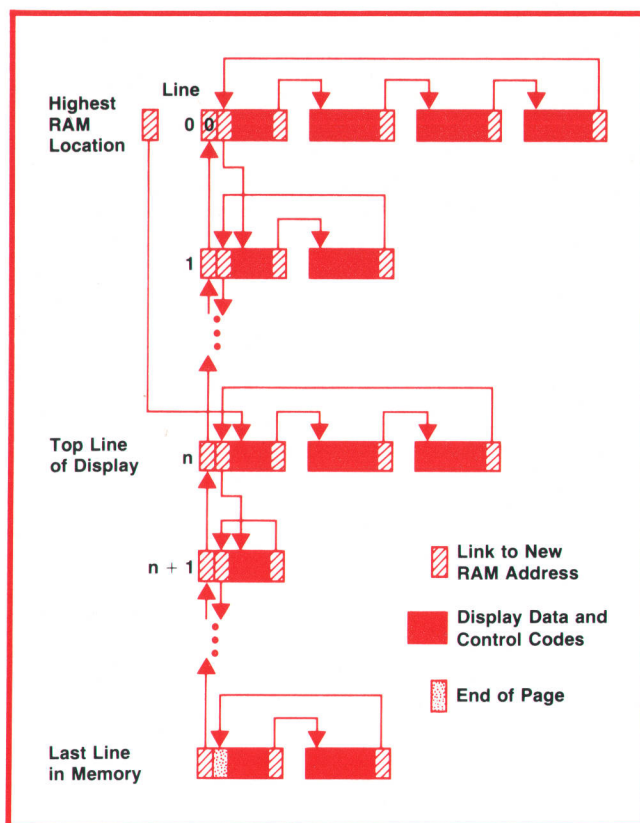 Line
Highest
RAM
Location
0 0
1
Top Line
of Display
n
n + 1
Link to New
RAM Address
Display Data and
Control Codes
End of Page
Last Line
in Memory